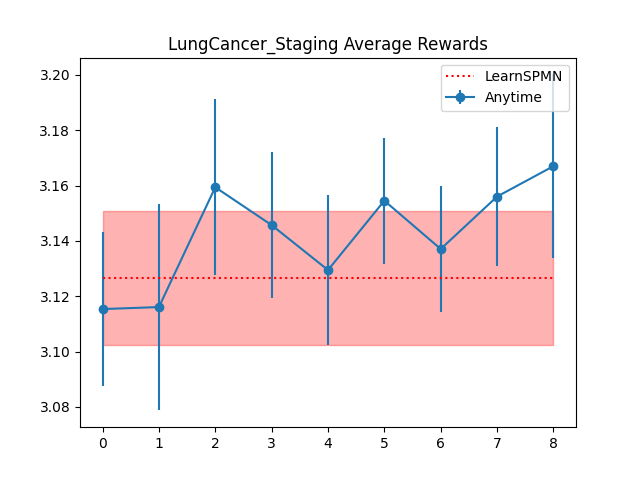 LungCancer_Staging Average Rewards
3.20
3.18
3.16
3.14
3.12
3.10
3.08
LearnSPMN
Anytime
0 1 2 3 4 5 6 7 8